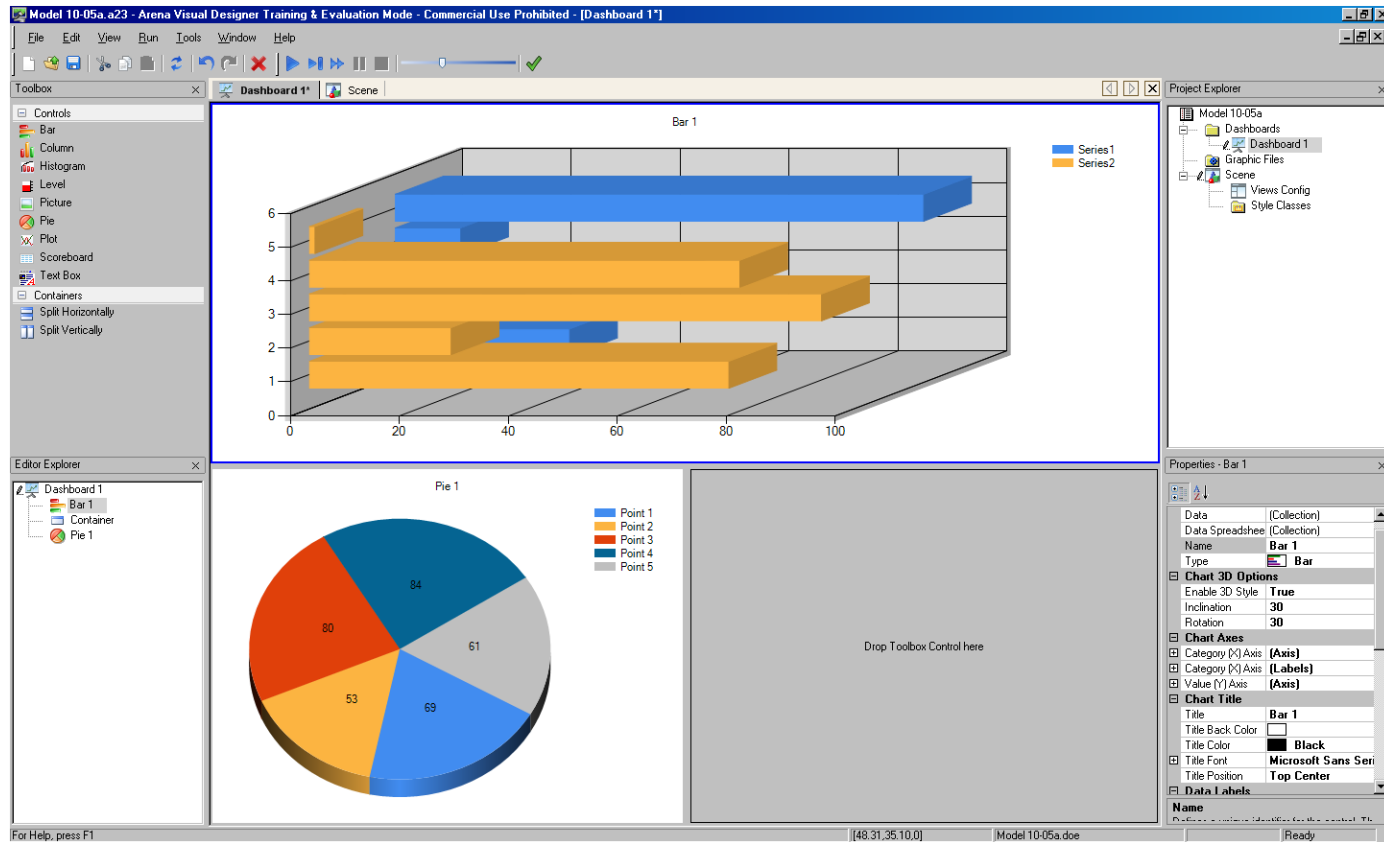 Model 10-05a.a23 - Arena Visual Designer Training & Evaluation Mode - Commercial Use Prohibited - [Dashboard 1*]
File Edit View Run Tools Window Help
Toolbox
Controls
Bar
Column
Histogram
Level
Picture
Pie
Plot
Scoreboard
Text Box
Containers
Split Horizontally
Split Vertically
Editor Explorer
Dashboard 1
Bar 1
Container
Pie 1
Dashboard 1* Scene
Bar 1
Series1
Series2
6
5
4
3
2
1
0
0 20 40 60 80 100
Pie 1
Point 1
Point 2
Point 3
Point 4
Point 5
84
80
61
53
69
Drop Toolbox Control here
Project Explorer
Model 10-05a
Dashboards
Dashboard 1
Graphic Files
Scene
Views Config
Style Classes
Properties - Bar 1
Data (Collection)
Data Spreadshee (Collection)
Name Bar 1
Type Bar
Chart 3D Options
Enable 3D Style True
Inclination 30
Rotation 30
Chart Axes
Category (X) Axis (Axis)
Category (X) Axis (Labels)
Value (Y) Axis (Axis)
Chart Title
Title Bar 1
Title Back Color
Title Color Black
Title Font Microsoft Sans Seri
Title Position Top Center
Data Labels
Name
For Help, press F1 [48.31,35.10,0] Model 10-05a.doe Ready